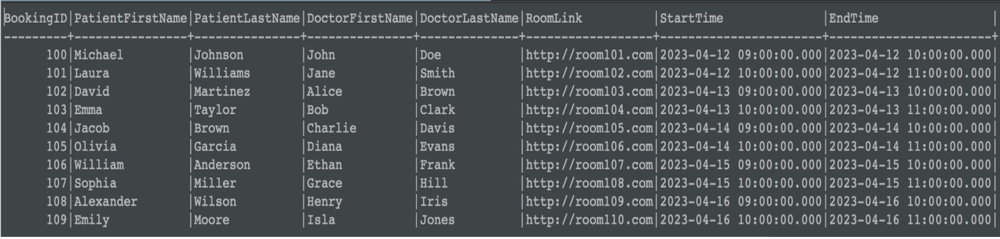 BookingID|PatientFirstName|PatientLastName|DoctorFirstName|DoctorLastName|RoomLink           |StartTime              |EndTime                |
---------+----------------+---------------+---------------+--------------+------------------+-----------------------+-----------------------+
      100|Michael         |Johnson        |John           |Doe           |http://room101.com|2023-04-12 09:00:00.000|2023-04-12 10:00:00.000|
      101|Laura           |Williams       |Jane           |Smith         |http://room102.com|2023-04-12 10:00:00.000|2023-04-12 11:00:00.000|
      102|David           |Martinez       |Alice          |Brown         |http://room103.com|2023-04-13 09:00:00.000|2023-04-13 10:00:00.000|
      103|Emma            |Taylor         |Bob            |Clark         |http://room104.com|2023-04-13 10:00:00.000|2023-04-13 11:00:00.000|
      104|Jacob           |Brown          |Charlie        |Davis         |http://room105.com|2023-04-14 09:00:00.000|2023-04-14 10:00:00.000|
      105|Olivia          |Garcia         |Diana          |Evans         |http://room106.com|2023-04-14 10:00:00.000|2023-04-14 11:00:00.000|
      106|William         |Anderson       |Ethan          |Frank         |http://room107.com|2023-04-15 09:00:00.000|2023-04-15 10:00:00.000|
      107|Sophia          |Miller         |Grace          |Hill          |http://room108.com|2023-04-15 10:00:00.000|2023-04-15 11:00:00.000|
      108|Alexander       |Wilson         |Henry          |Iris          |http://room109.com|2023-04-16 09:00:00.000|2023-04-16 10:00:00.000|
      109|Emily           |Moore          |Isla           |Jones         |http://room110.com|2023-04-16 10:00:00.000|2023-04-16 11:00:00.000|